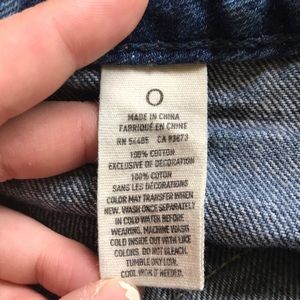 O
MADE IN CHINA
FABRIQUÉ EN CHINE
RN 54485 CA 93673
100% COTTON
EXCLUSIVE OF DECORATION
100% COTON
SANS LES DÉCORATIONS
COLOR MAY TRANSFER WHEN
NEW. WASH ONCE SEPARATELY
IN COLD WATER BEFORE
WEARING. MACHINE WASH
COLD INSIDE OUT WITH LIKE
COLORS. DO NOT BLEACH.
TUMBLE DRY LOW.
COOL IRON IF NEEDED.